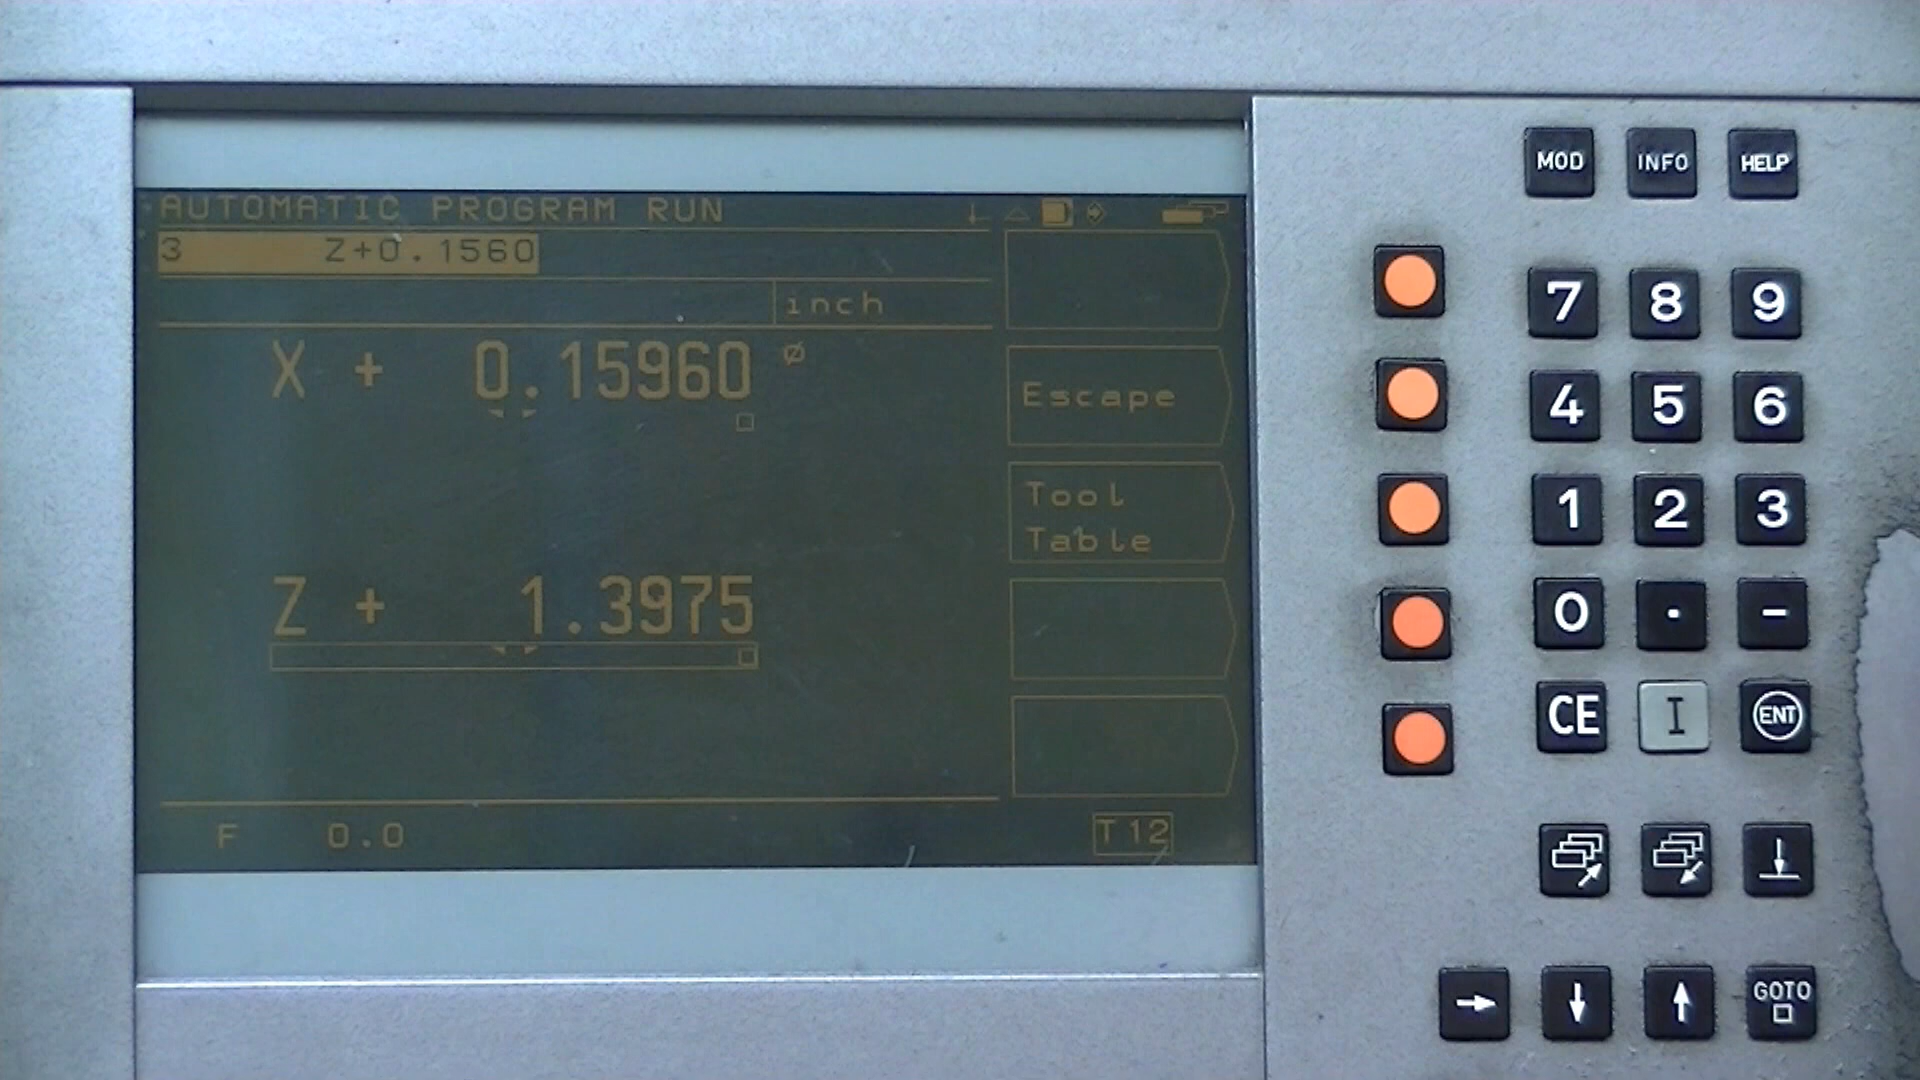 AUTOMATIC PROGRAM RUN
3 Z+0.1560
inch
X + 0.15960 Ø
Escape
Tool
Table
Z + 1.3975
F 0.0
T 12
MOD INFO HELP
7 8 9
4 5 6
1 2 3
0 . -
CE I ENT
GOTO